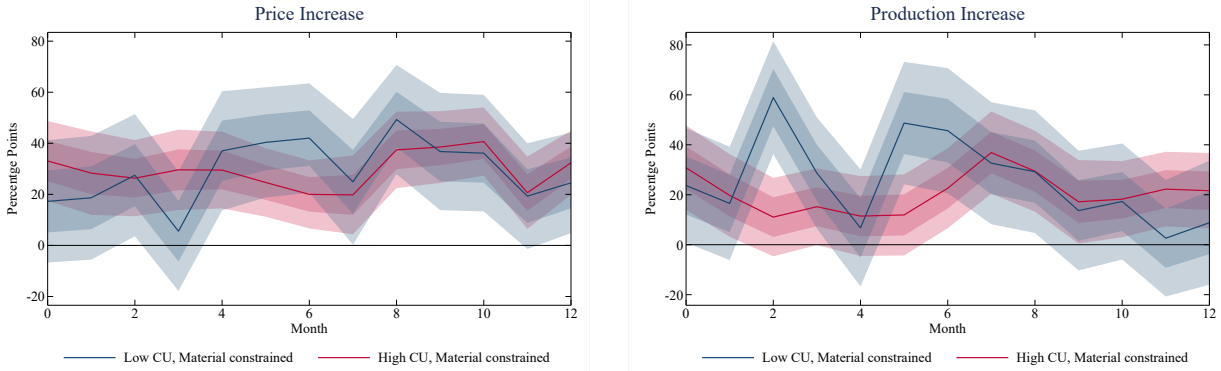 Price Increase
80
60
40
20
0
-20
Percentage Points
0 2 4 6 8 10 12
Month
Low CU, Material constrained High CU, Material constrained
Production Increase
80
60
40
20
0
-20
Percentage Points
0 2 4 6 8 10 12
Month
Low CU, Material constrained High CU, Material constrained